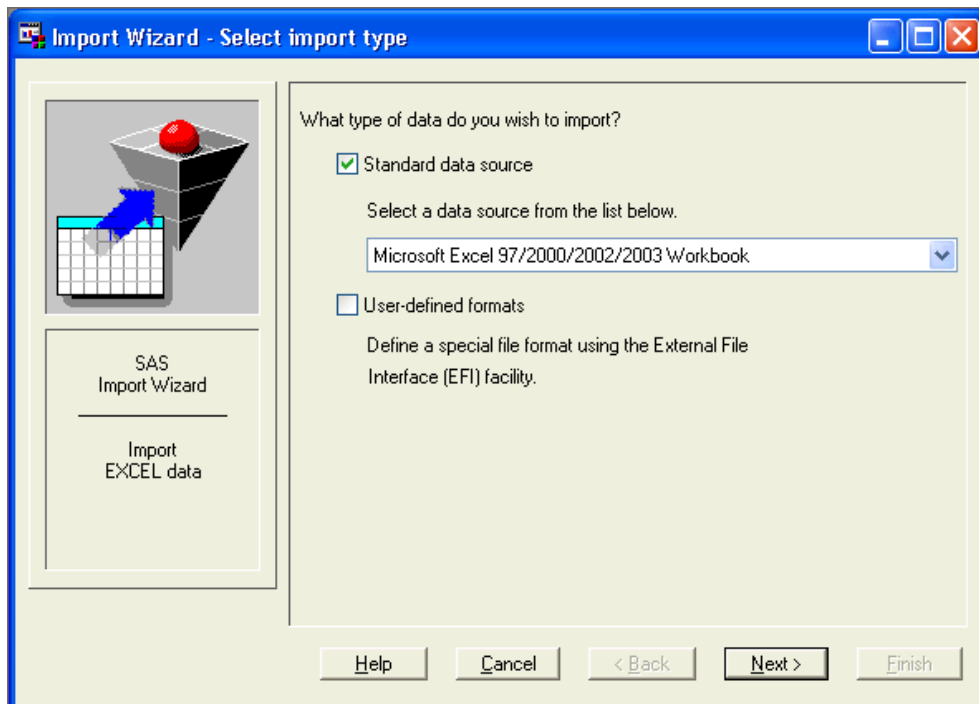 Import Wizard - Select import type
What type of data do you wish to import?
Standard data source
Select a data source from the list below.
Microsoft Excel 97/2000/2002/2003 Workbook
User-defined formats
Define a special file format using the External File
Interface (EFI) facility.
SAS
Import Wizard
Import
EXCEL data
Help
Cancel
< Back
Next >
Finish